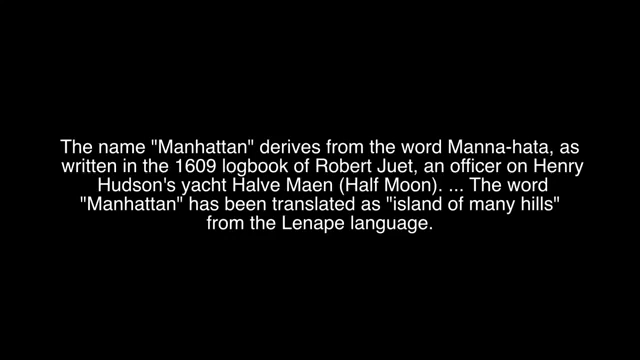 The name "Manhattan" derives from the word Manna-hata, as
written in the 1609 logbook of Robert Juet, an officer on Henry
Hudson's yacht Halve Maen (Half Moon). ... The word
"Manhattan" has been translated as "island of many hills"
from the Lenape language.